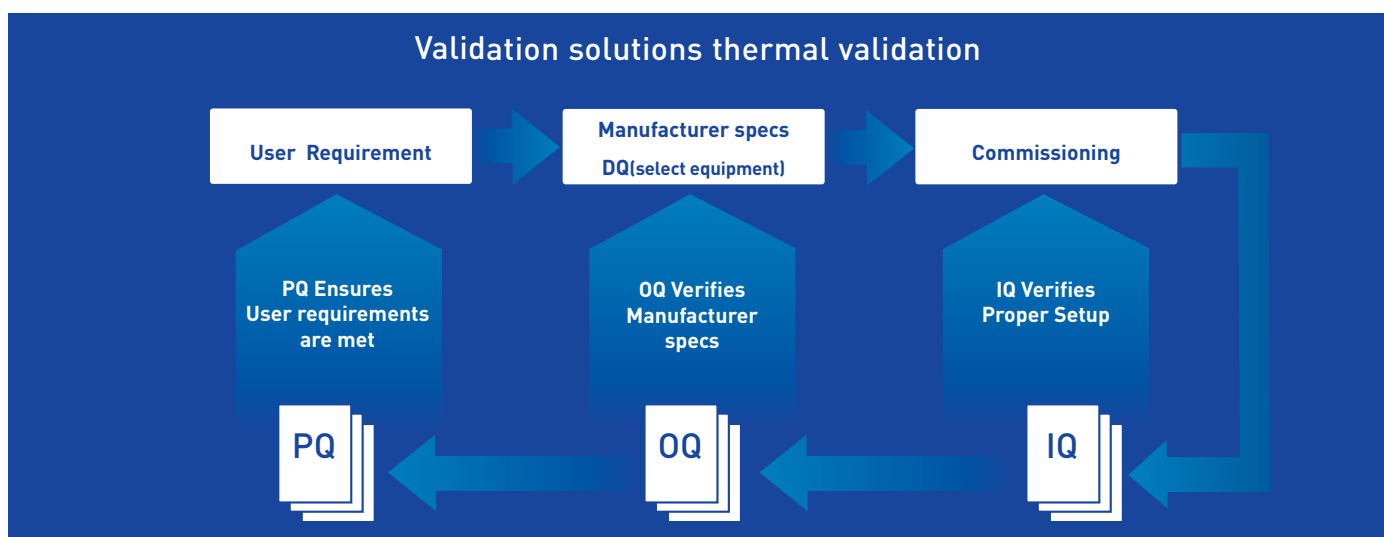 Validation solutions thermal validation
User Requirement
Manufacturer specs
DQ(select equipment)
Commissioning
PQ Ensures
User requirements
are met
OQ Verifies
Manufacturer
specs
IQ Verifies
Proper Setup
PQ
OQ
IQ